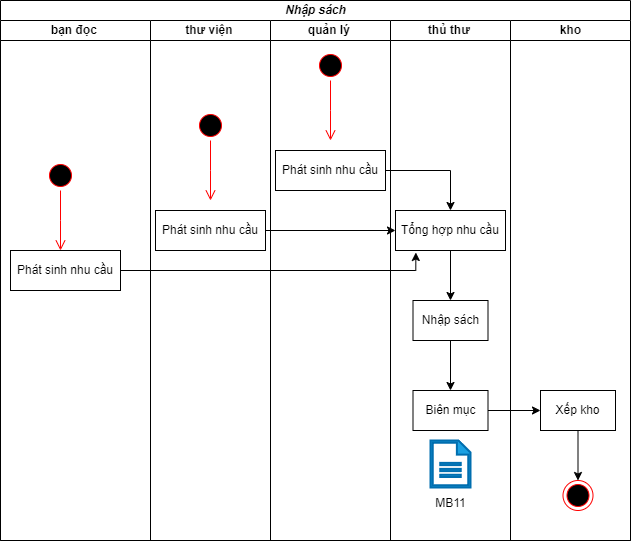 Nhập sách
bạn đọc
thư viện
quản lý
thủ thư
kho
Phát sinh nhu cầu
Phát sinh nhu cầu
Tổng hợp nhu cầu
Phát sinh nhu cầu
Nhập sách
Biên mục
Xếp kho
MB11